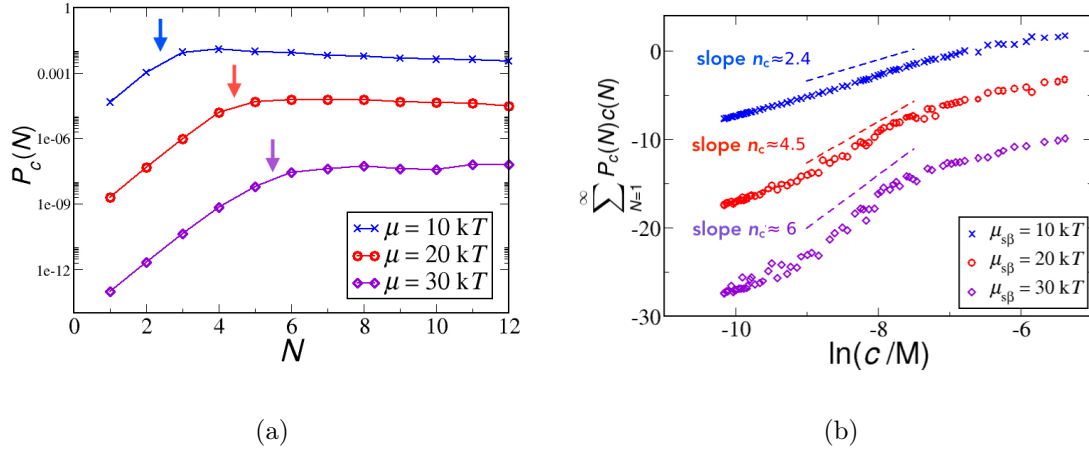 1
0.001
1e-06
1e-09
1e-12
P_c(N)
μ = 10 kT
μ = 20 kT
μ = 30 kT
0 2 4 6 8 10 12
N
(a)
0
-10
-20
-30
∞
∑ P_c(N)c(N)
N=1
slope n_c≈2.4
slope n_c≈4.5
slope n_c≈ 6
μ_sβ = 10 kT
μ_sβ = 20 kT
μ_sβ = 30 kT
-10 -8 -6
ln(c /M)
(b)